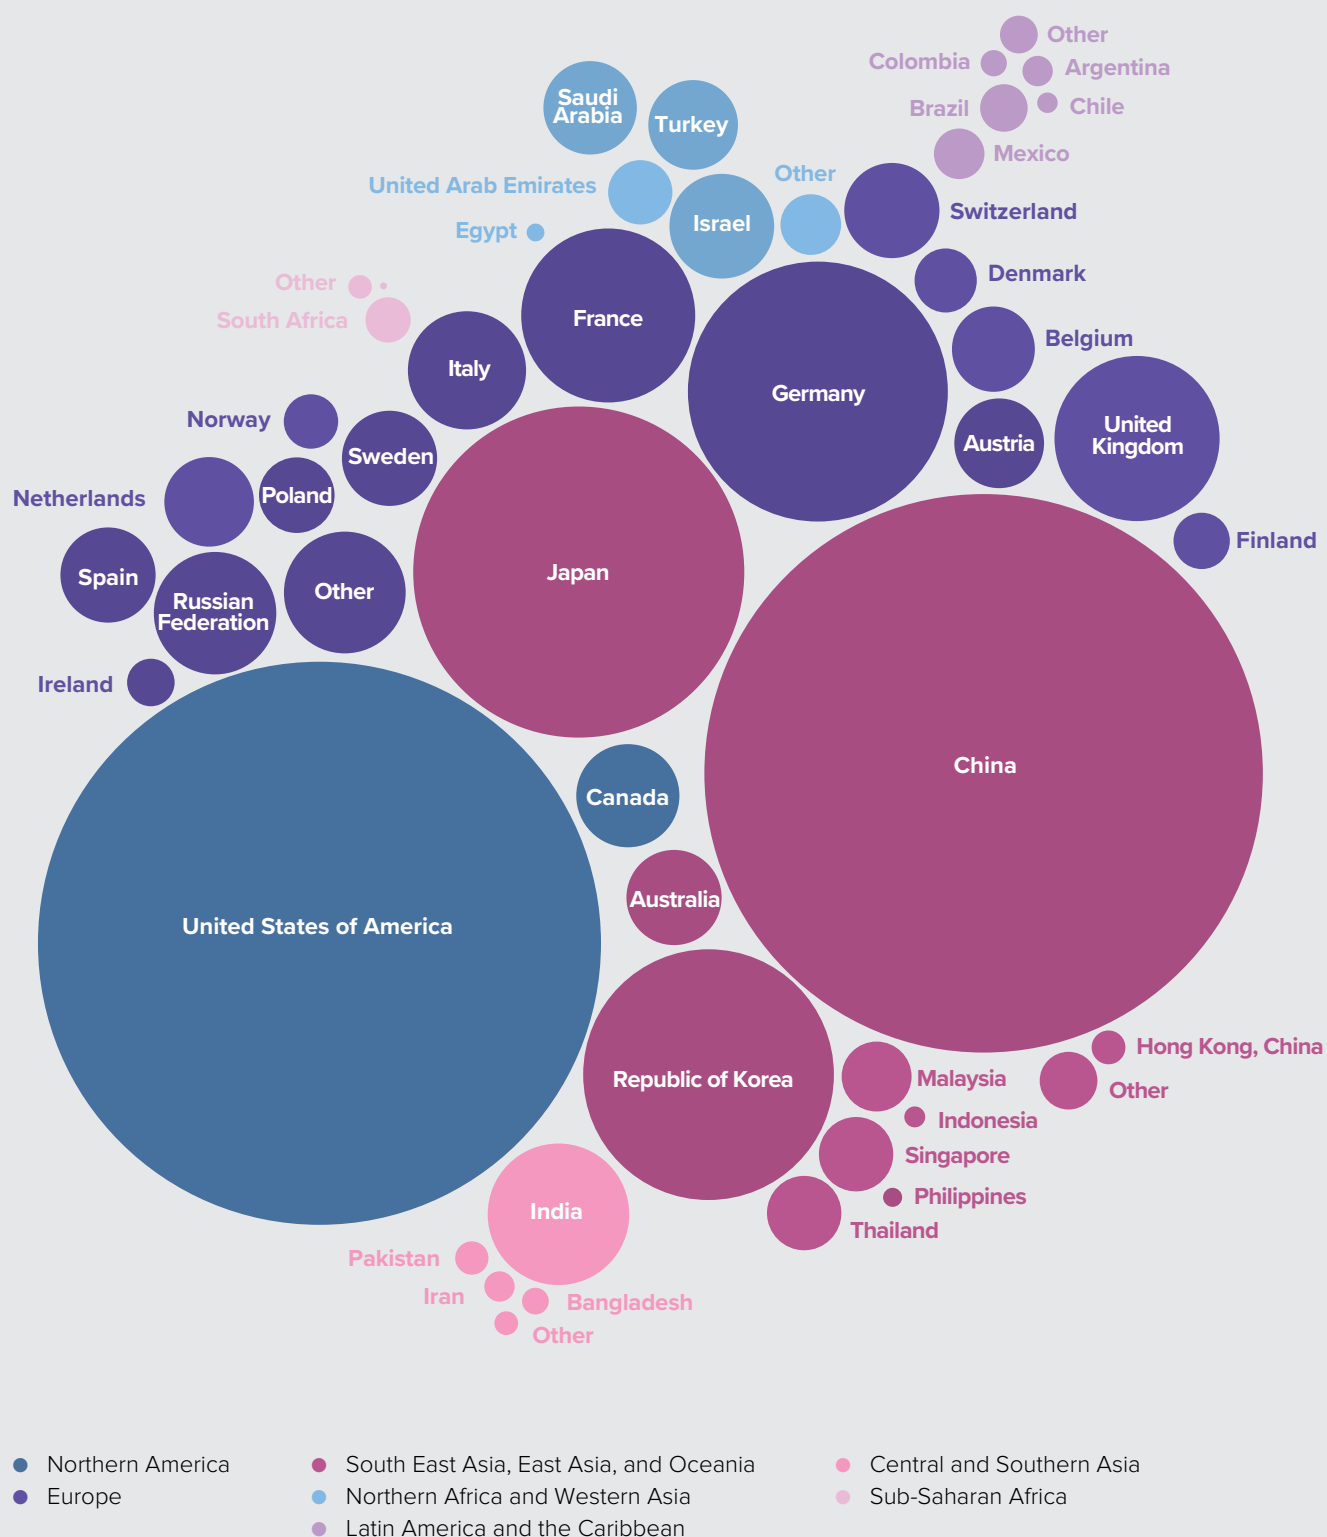 Other
Colombia
Argentina
Brazil
Chile
Mexico
Saudi
Arabia
Turkey
United Arab Emirates
Other
Egypt
Israel
Switzerland
Denmark
Other
South Africa
France
Belgium
Italy
Germany
Norway
United
Kingdom
Sweden
Austria
Netherlands
Poland
Finland
Spain
Russian
Federation
Other
Japan
Ireland
China
Canada
Australia
United States of America
Hong Kong, China
Republic of Korea
Malaysia
Other
Indonesia
Singapore
Philippines
India
Thailand
Pakistan
Iran
Bangladesh
Other
Northern America
South East Asia, East Asia, and Oceania
Central and Southern Asia
Europe
Northern Africa and Western Asia
Sub-Saharan Africa
Latin America and the Caribbean